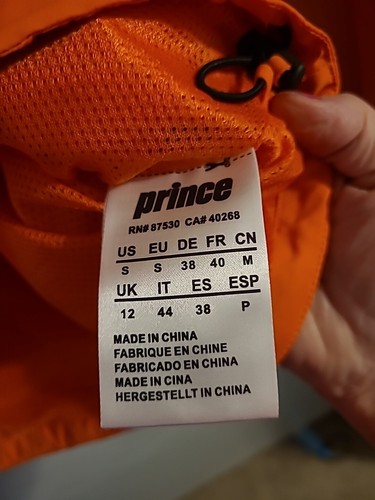 prince
RN# 87530 CA# 40268
US EU DE FR CN
S S 38 40 M
UK IT ES ESP
12 44 38 P
MADE IN CHINA
FABRIQUE EN CHINE
FABRICADO EN CHINA
MADE IN CINA
HERGESTELLT IN CHINA